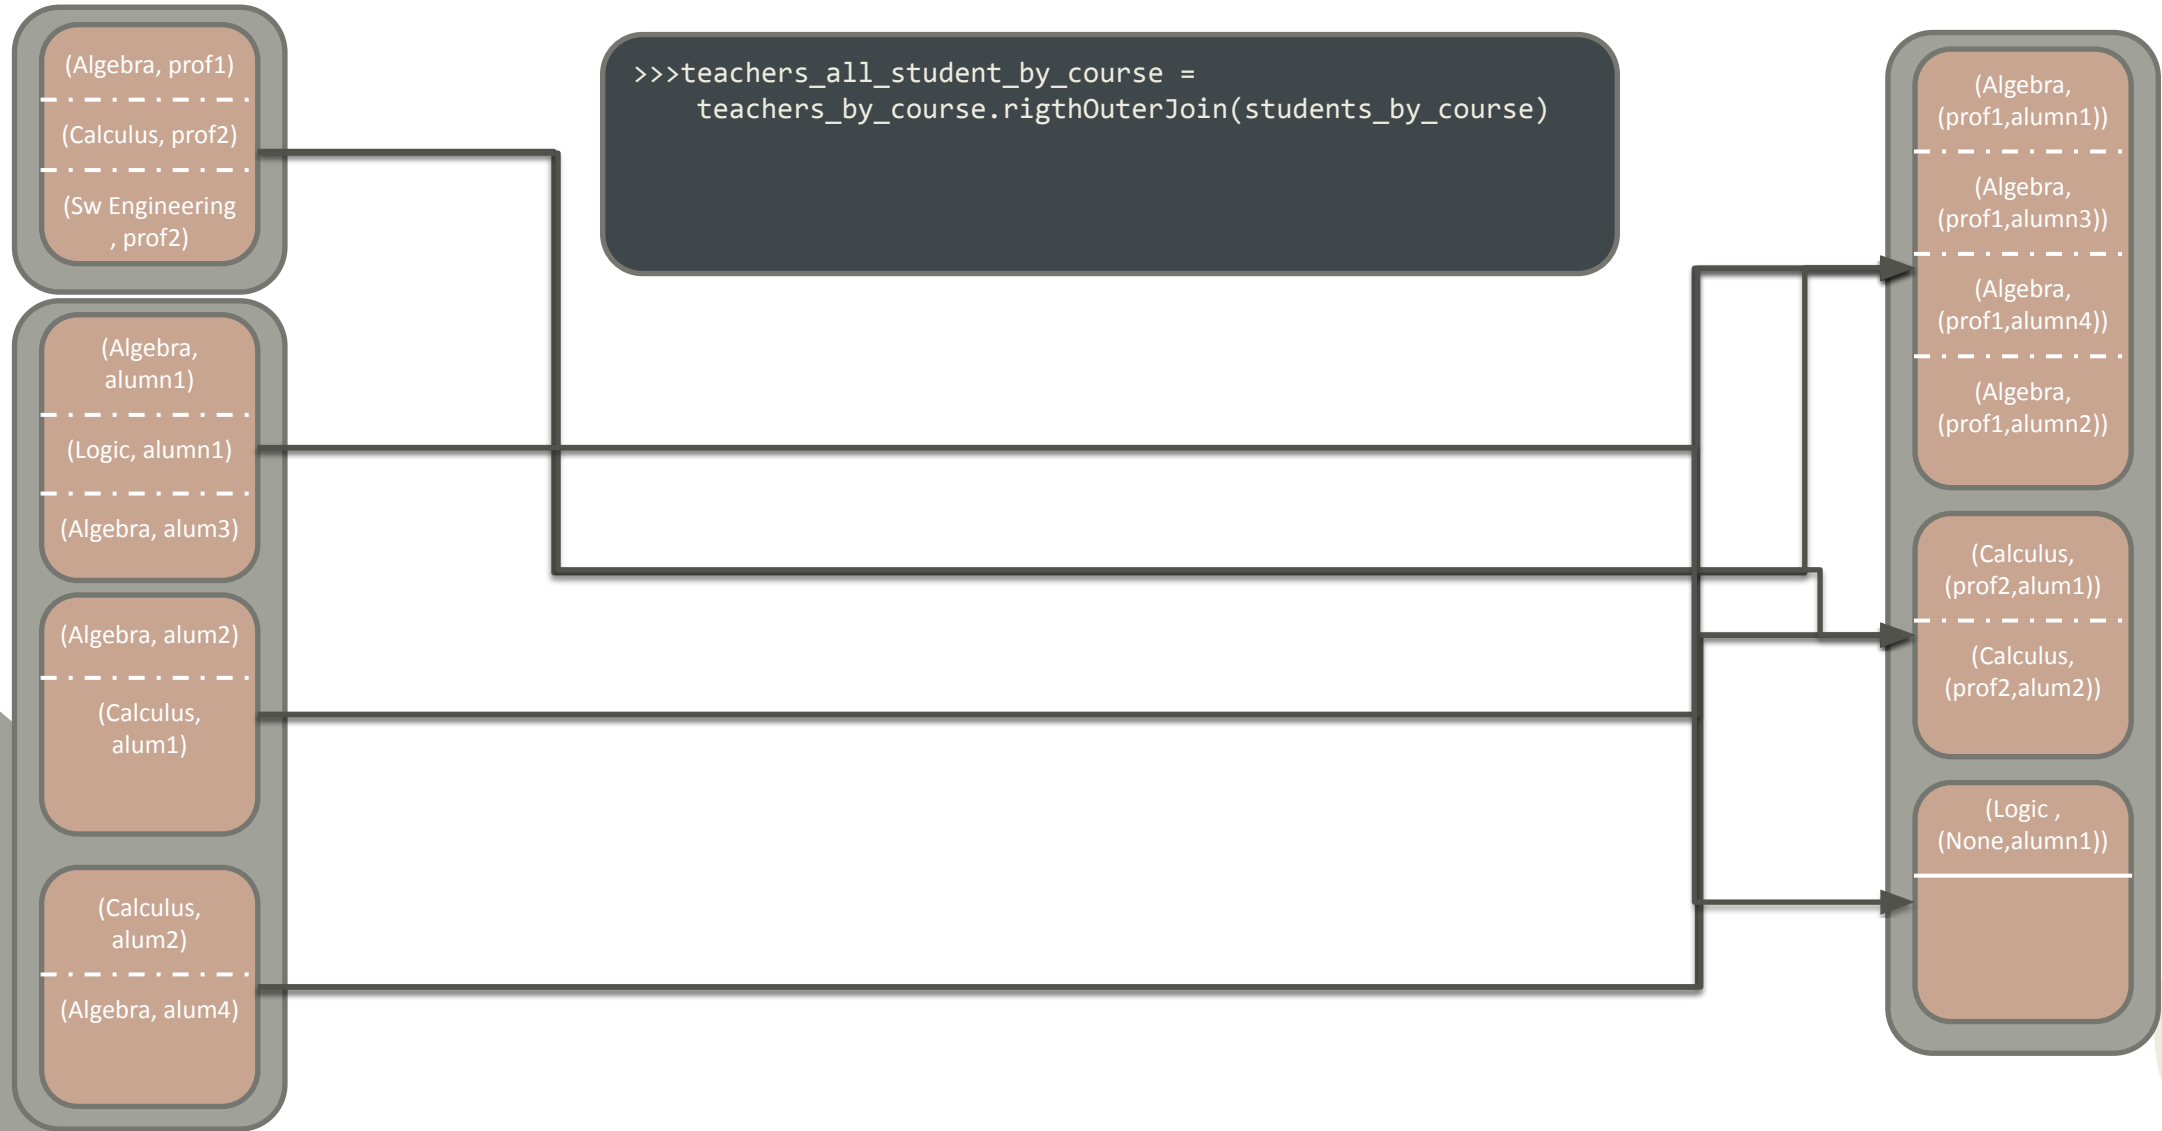 (Algebra, prof1)
(Calculus, prof2)
(Sw Engineering
, prof2)
(Algebra,
alumn1)
(Logic, alumn1)
(Algebra, alum3)
(Algebra, alum2)
(Calculus,
alum1)
(Calculus,
alum2)
(Algebra, alum4)
>>>teachers_all_student_by_course =
teachers_by_course.rigthOuterJoin(students_by_course)
(Algebra,
(prof1,alumn1))
(Algebra,
(prof1,alumn3))
(Algebra,
(prof1,alumn4))
(Algebra,
(prof1,alumn2))
(Calculus,
(prof2,alum1))
(Calculus,
(prof2,alum2))
(Logic ,
(None,alumn1))